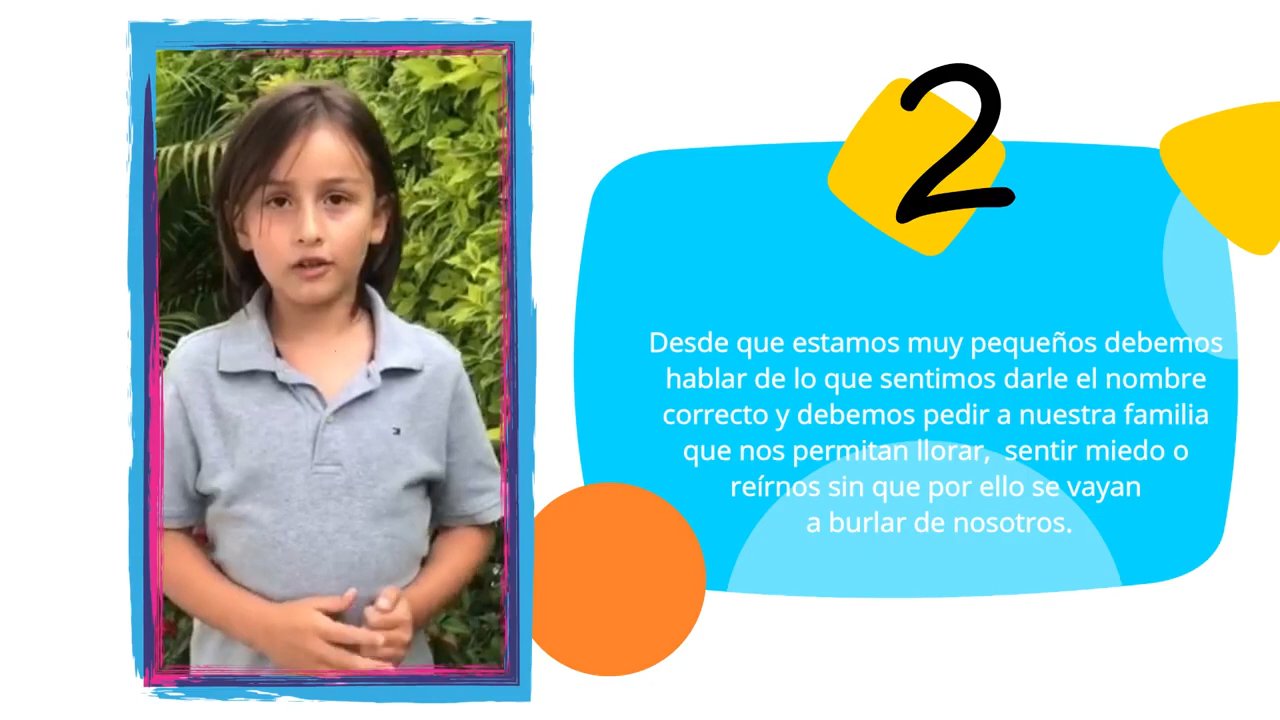 2
Desde que estamos muy pequeños debemos
hablar de lo que sentimos darle el nombre
correcto y debemos pedir a nuestra familia
que nos permitan llorar,  sentir miedo o
reírnos sin que por ello se vayan
a burlar de nosotros.